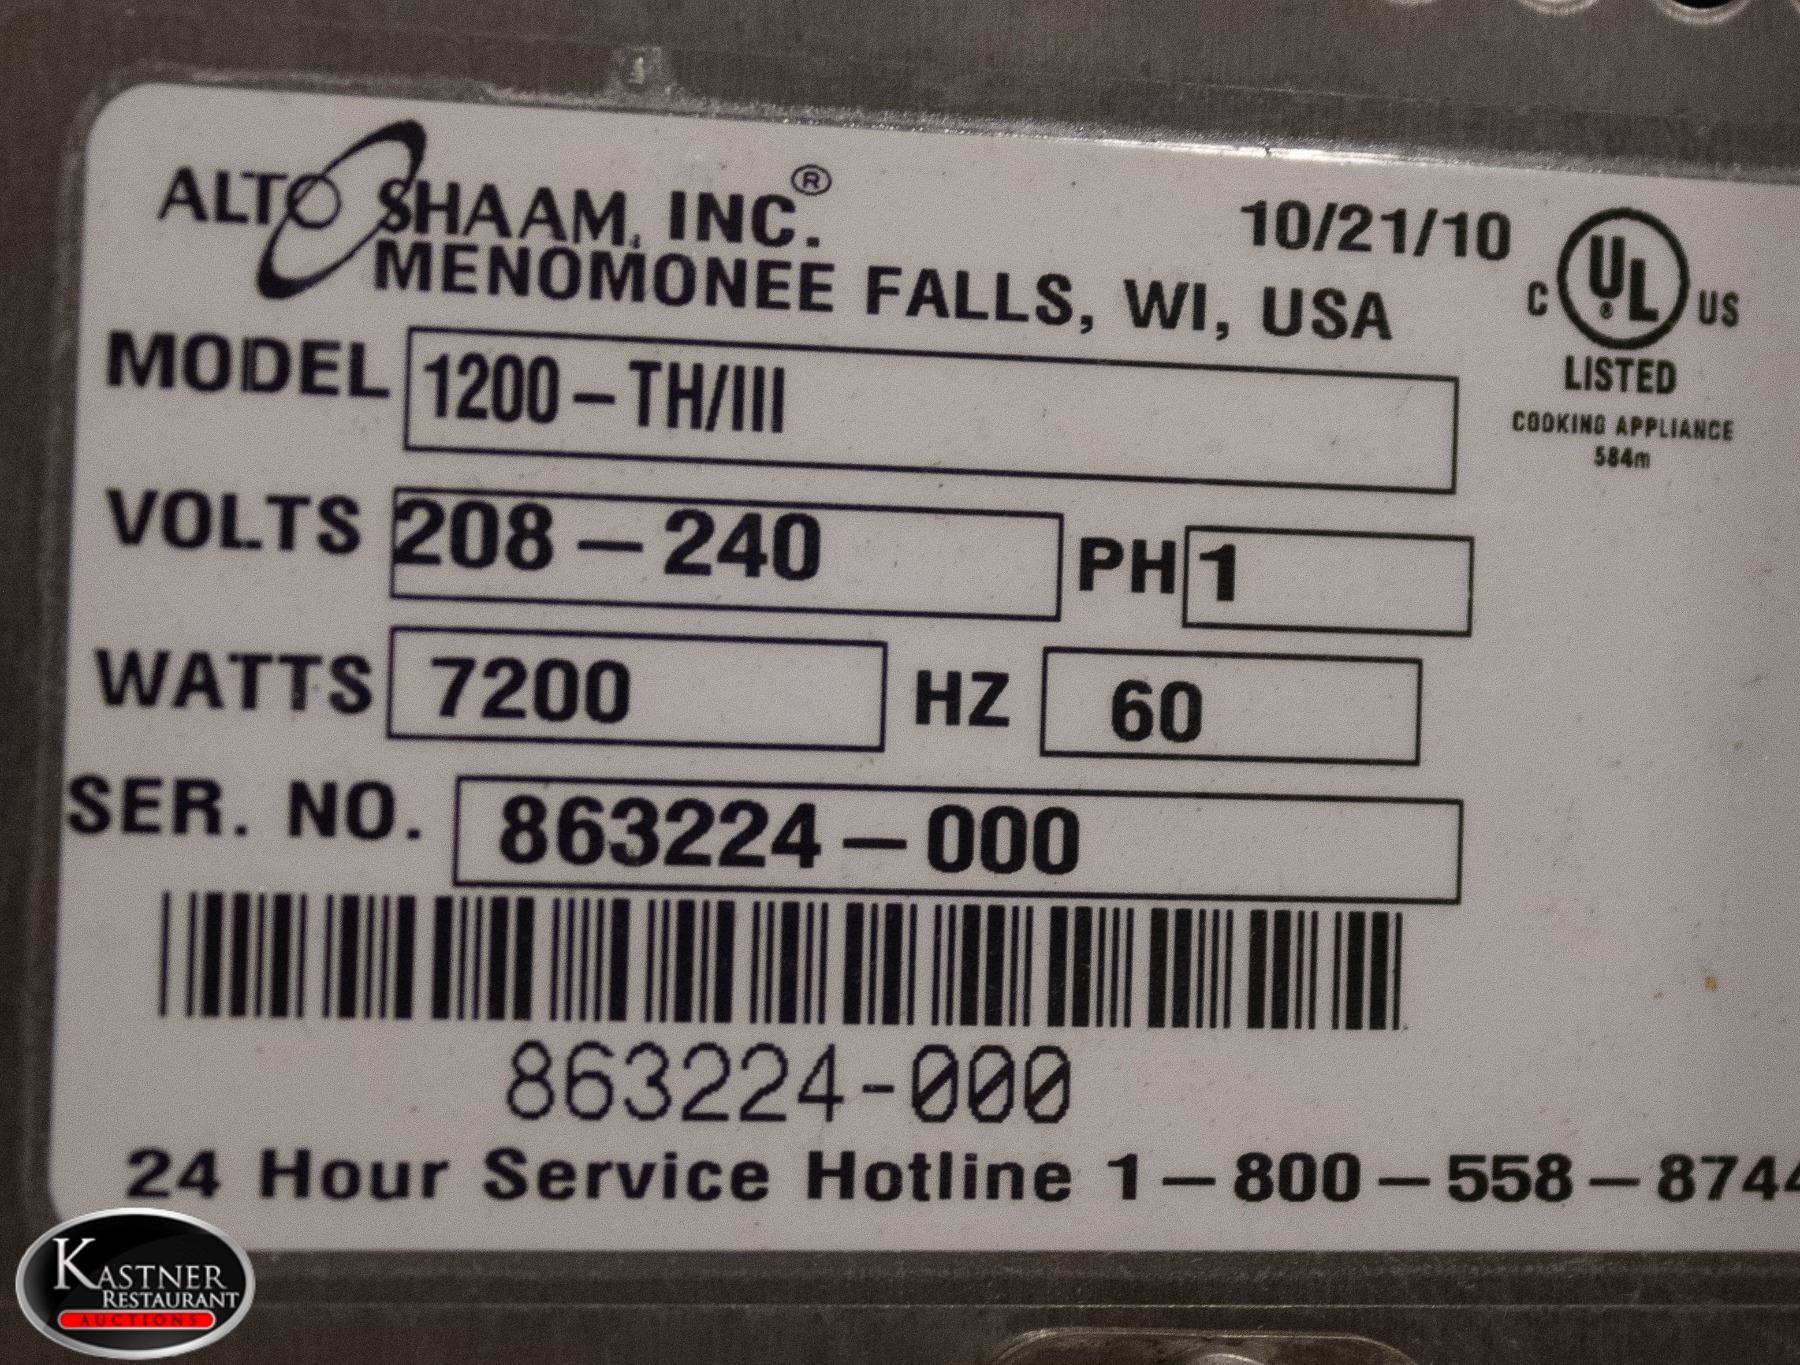 ALTO SHAAM, INC.®
10/21/10
MENOMONEE FALLS, WI, USA
C UL® US
LISTED
COOKING APPLIANCE
584m
MODEL 1200-TH/III
VOLTS 208-240 PH 1
WATTS 7200 HZ 60
SER. NO. 863224-000
863224-000
24 Hour Service Hotline 1-800-558-8744
KASTNER
RESTAURANT
AUCTIONS